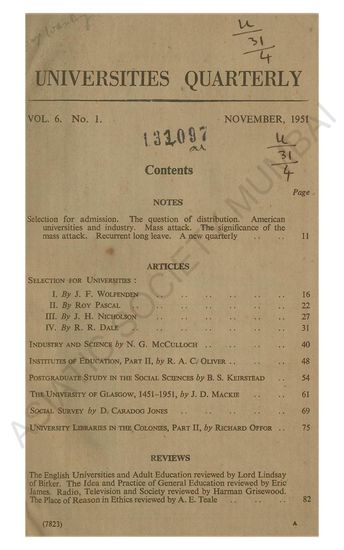 u
31
4
UNIVERSITIES QUARTERLY
VOL. 6. No. 1. NOVEMBER, 1951
131097
u
31
4
Contents
Page
NOTES
Selection for admission. The question of distribution. American
universities and industry. Mass attack. The significance of the
mass attack. Recurrent long leave. A new quarterly .. .. 11
ARTICLES
SELECTION FOR UNIVERSITIES :
I. By J. F. WOLFENDEN .. .. .. .. .. 16
II. By ROY PASCAL .. .. .. .. .. 22
III. By J. H. NICHOLSON .. .. .. .. .. 27
IV. By R. R. DALE .. .. .. .. .. 31
INDUSTRY AND SCIENCE by N. G. MCCULLOCH .. .. .. 40
INSTITUTES OF EDUCATION, PART II, by R. A. C. OLIVER .. .. 48
POSTGRADUATE STUDY IN THE SOCIAL SCIENCES by B. S. KEIRSTEAD .. 54
THE UNIVERSITY OF GLASGOW, 1451-1951, by J. D. MACKIE .. .. 61
SOCIAL SURVEY by D. CARADOG JONES .. .. .. .. 69
UNIVERSITY LIBRARIES IN THE COLONIES, PART II, by RICHARD OFFOR .. 75
REVIEWS
The English Universities and Adult Education reviewed by Lord Lindsay
of Birker. The Idea and Practice of General Education reviewed by Eric
James. Radio, Television and Society reviewed by Harman Grisewood.
The Place of Reason in Ethics reviewed by A. E. Teale .. .. 82
(7823) A
ASIATIC SOCIETY MUMBAI